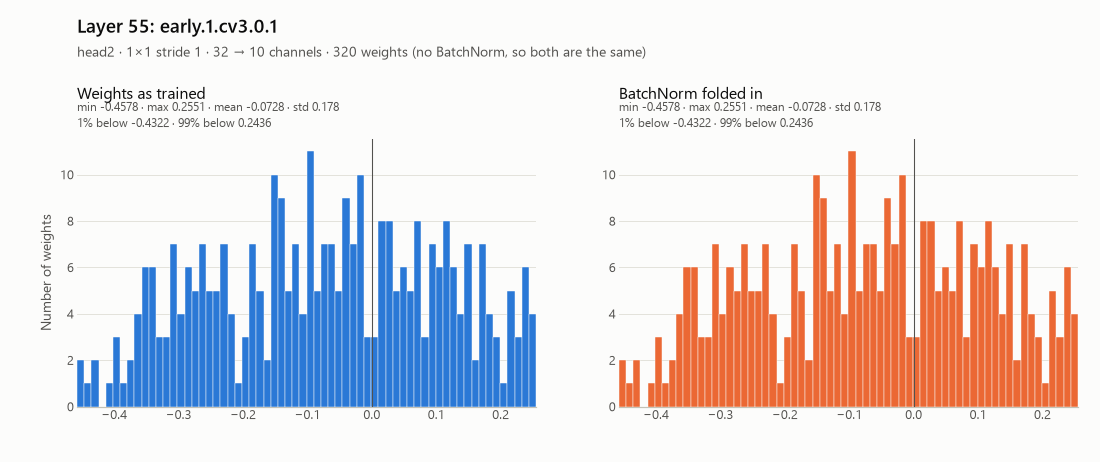 Layer 55: early.1.cv3.0.1
head2 · 1×1 stride 1 · 32 → 10 channels · 320 weights (no BatchNorm, so both are the same)
Weights as trained
min -0.4578 · max 0.2551 · mean -0.0728 · std 0.178
1% below -0.4322 · 99% below 0.2436
Number of weights
10
8
6
4
2
0
−0.4 −0.3 −0.2 −0.1 0.0 0.1 0.2
BatchNorm folded in
min -0.4578 · max 0.2551 · mean -0.0728 · std 0.178
1% below -0.4322 · 99% below 0.2436
10
8
6
4
2
0
−0.4 −0.3 −0.2 −0.1 0.0 0.1 0.2